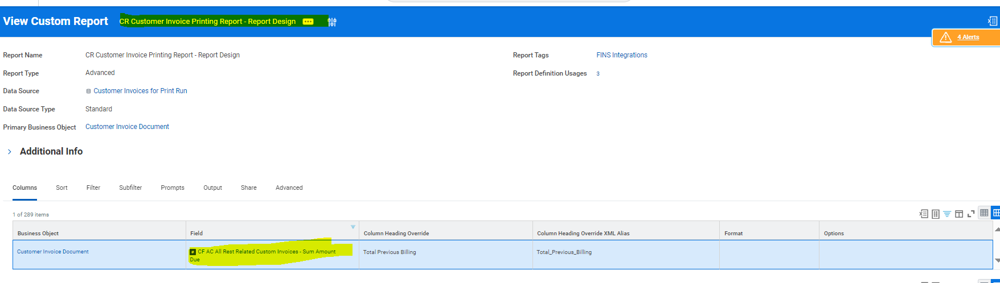 View Custom Report CR Customer Invoice Printing Report - Report Design
4 Alerts
Report Name CR Customer Invoice Printing Report - Report Design Report Tags FINS Integrations
Report Type Advanced Report Definition Usages 3
Data Source Customer Invoices for Print Run
Data Source Type Standard
Primary Business Object Customer Invoice Document
Additional Info
Columns Sort Filter Subfilter Prompts Output Share Advanced
1 of 289 items
Business Object Field Column Heading Override Column Heading Override XML Alias Format Options
Customer Invoice Document CF AC All Rest Related Custom Invoices - Sum Amount Total Previous Billing Total_Previous_Billing
Due